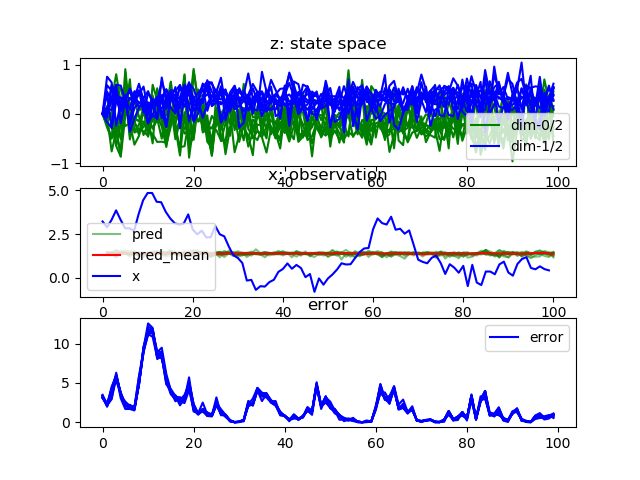 z: state space
1
0
−1
dim-0/2
dim-1/2
0 20 40 60 80 100
x: observation
5.0
2.5
0.0
pred
pred_mean
x
0 20 40 60 80 100
error
10
5
0
error
0 20 40 60 80 100